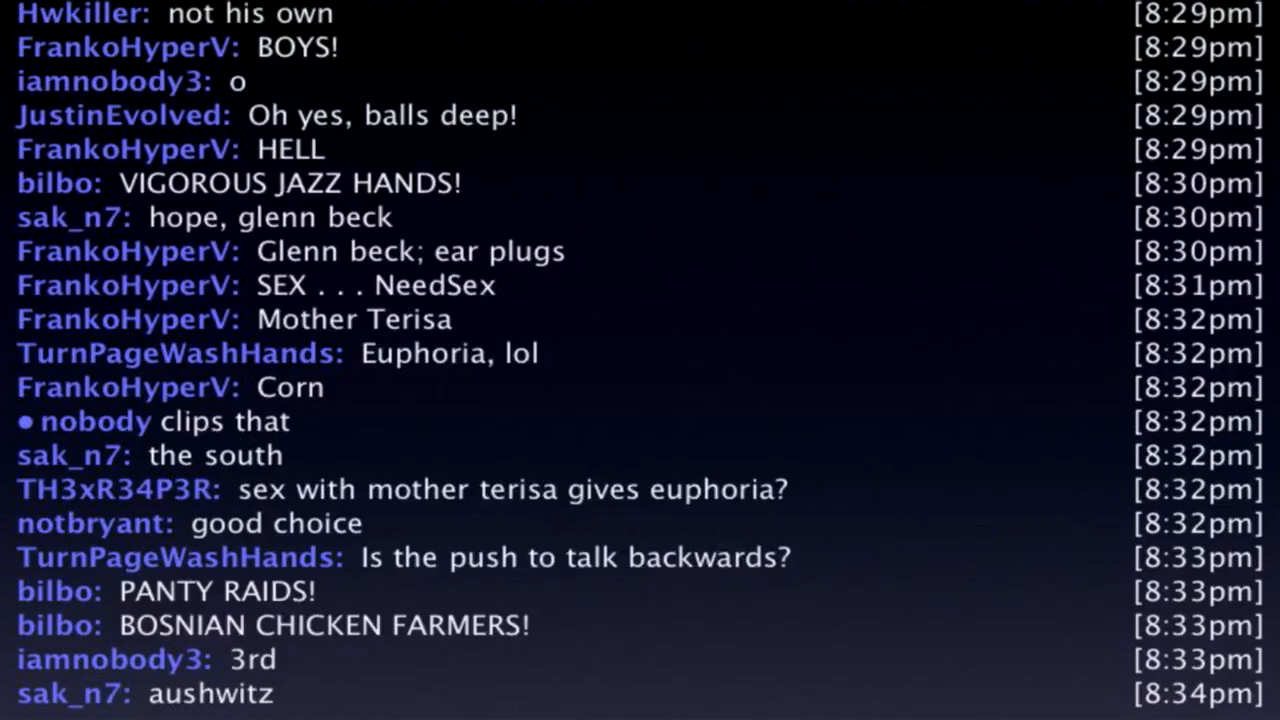 Hwkiller: not his own [8:29pm]
FrankoHyperV: BOYS! [8:29pm]
iamnobody3: o [8:29pm]
JustinEvolved: Oh yes, balls deep! [8:29pm]
FrankoHyperV: HELL [8:29pm]
bilbo: VIGOROUS JAZZ HANDS! [8:30pm]
sak_n7: hope, glenn beck [8:30pm]
FrankoHyperV: Glenn beck; ear plugs [8:30pm]
FrankoHyperV: SEX . . . NeedSex [8:31pm]
FrankoHyperV: Mother Terisa [8:32pm]
TurnPageWashHands: Euphoria, lol [8:32pm]
FrankoHyperV: Corn [8:32pm]
• nobody clips that [8:32pm]
sak_n7: the south [8:32pm]
TH3xR34P3R: sex with mother terisa gives euphoria? [8:32pm]
notbryant: good choice [8:32pm]
TurnPageWashHands: Is the push to talk backwards? [8:33pm]
bilbo: PANTY RAIDS! [8:33pm]
bilbo: BOSNIAN CHICKEN FARMERS! [8:33pm]
iamnobody3: 3rd [8:33pm]
sak_n7: aushwitz [8:34pm]